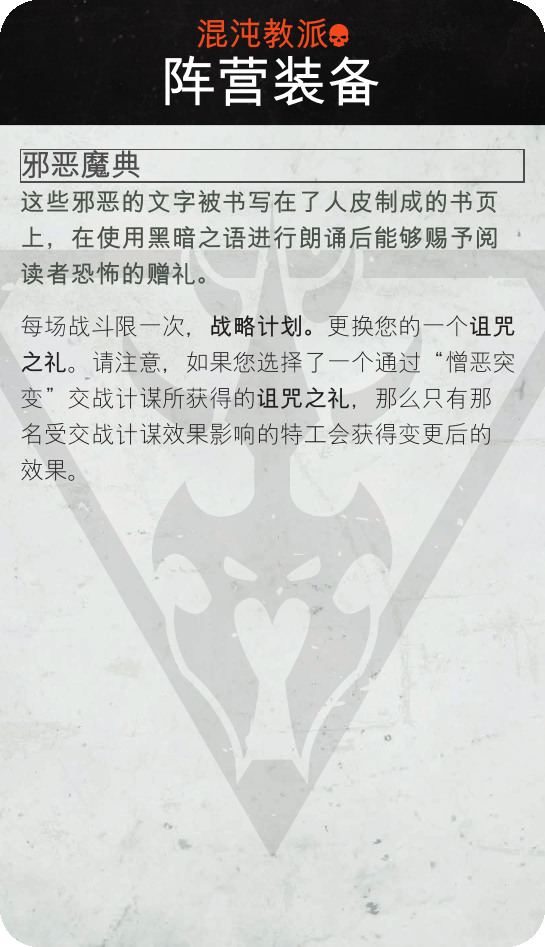 混沌教派
阵营装备
邪恶魔典
这些邪恶的文字被书写在了人皮制成的书页
上，在使用黑暗之语进行朗诵后能够赐予阅
读者恐怖的赠礼。
每场战斗限一次，战略计划。更换您的一个诅咒
之礼。请注意，如果您选择了一个通过“憎恶突
变”交战计谋所获得的诅咒之礼，那么只有那
名受交战计谋效果影响的特工会获得变更后的
效果。